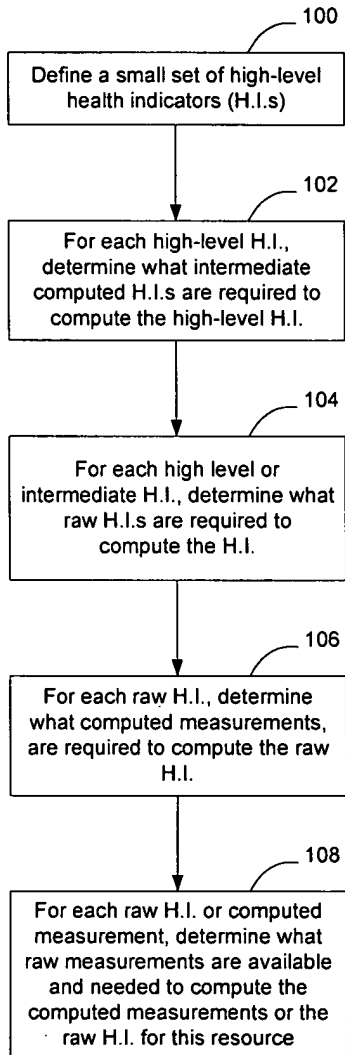 100
Define a small set of high-level
health indicators (H.I.s)
102
For each high-level H.I.,
determine what intermediate
computed H.I.s are required to
compute the high-level H.I.
104
For each high level or
intermediate H.I., determine what
raw H.I.s are required to
compute the H.I.
106
For each raw H.I., determine
what computed measurements,
are required to compute the raw
H.I.
108
For each raw H.I. or computed
measurement, determine what
raw measurements are available
and needed to compute the
computed measurements or the
raw H.I. for this resource